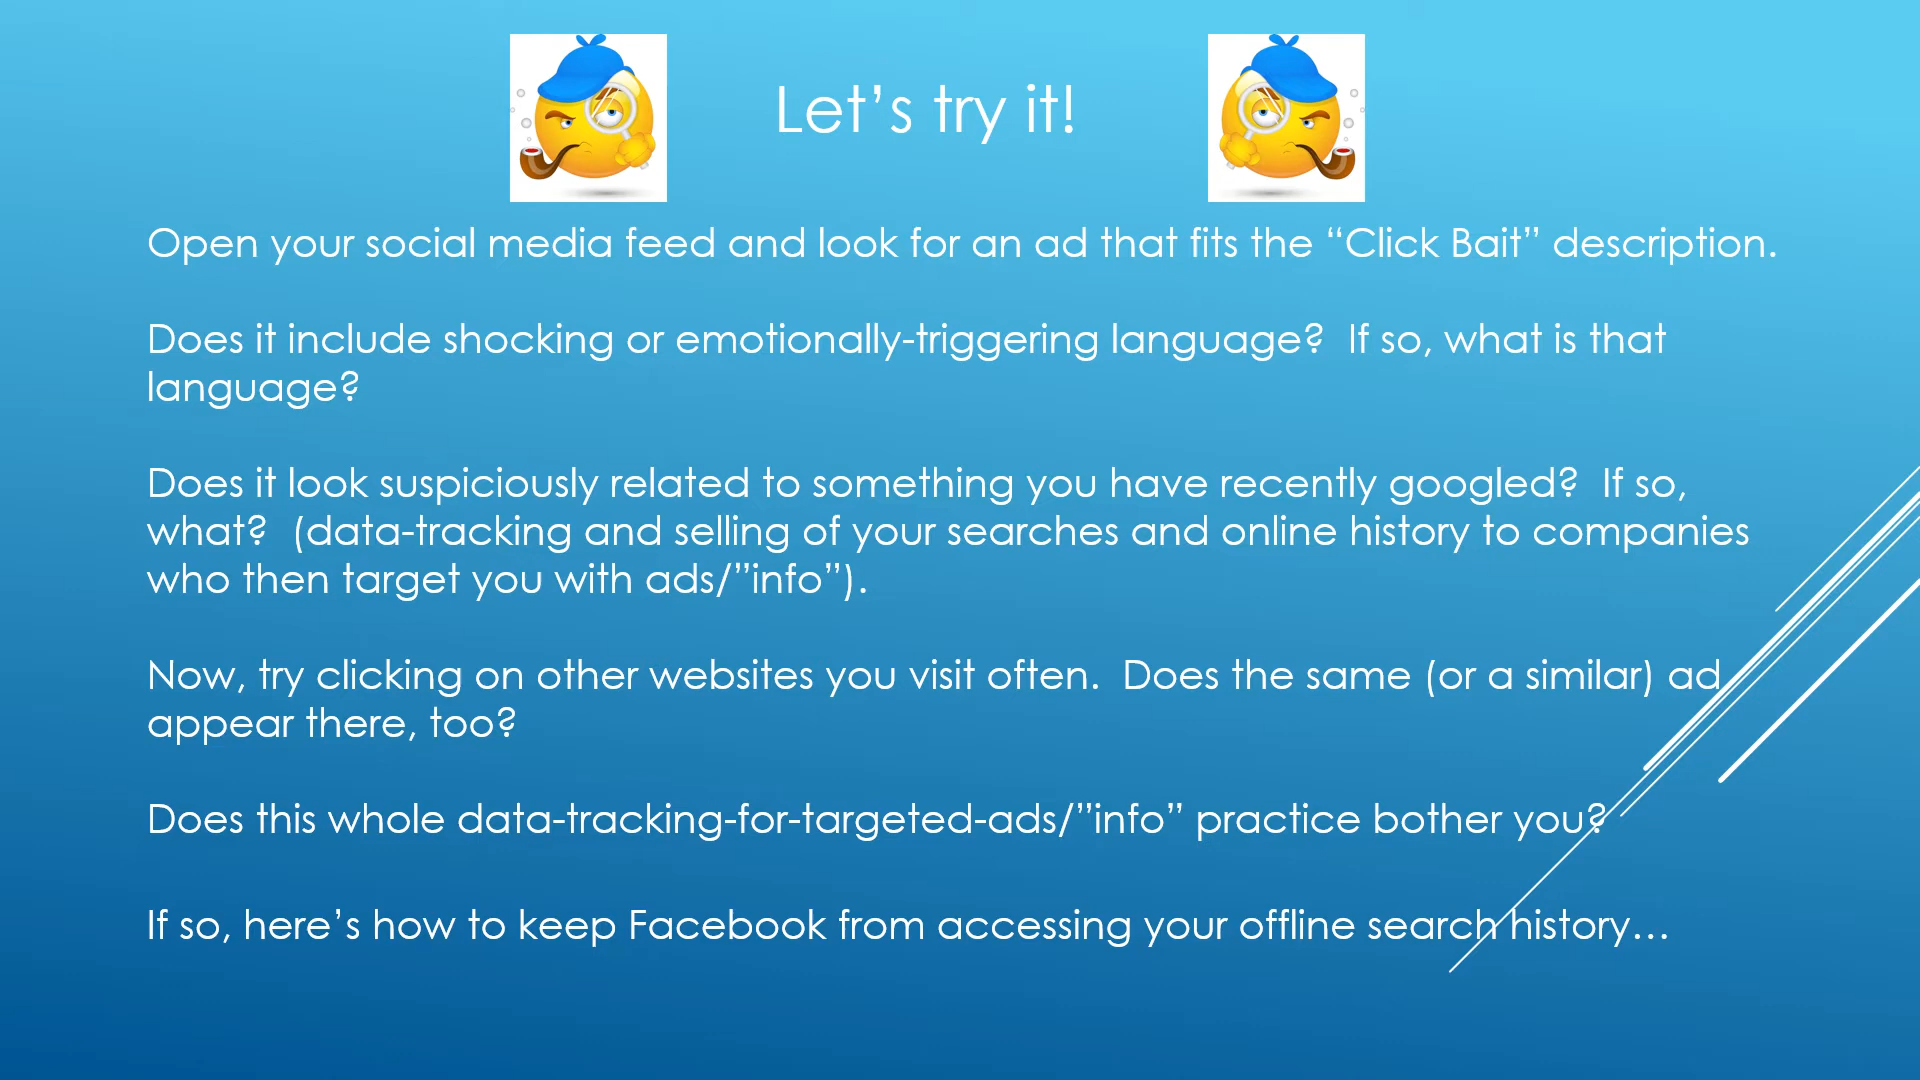 Let’s try it!
Open your social media feed and look for an ad that fits the “Click Bait” description.
Does it include shocking or emotionally-triggering language?  If so, what is that
language?
Does it look suspiciously related to something you have recently googled?  If so,
what?  (data-tracking and selling of your searches and online history to companies
who then target you with ads/”info”).
Now, try clicking on other websites you visit often.  Does the same (or a similar) ad
appear there, too?
Does this whole data-tracking-for-targeted-ads/”info” practice bother you?
If so, here’s how to keep Facebook from accessing your offline search history…